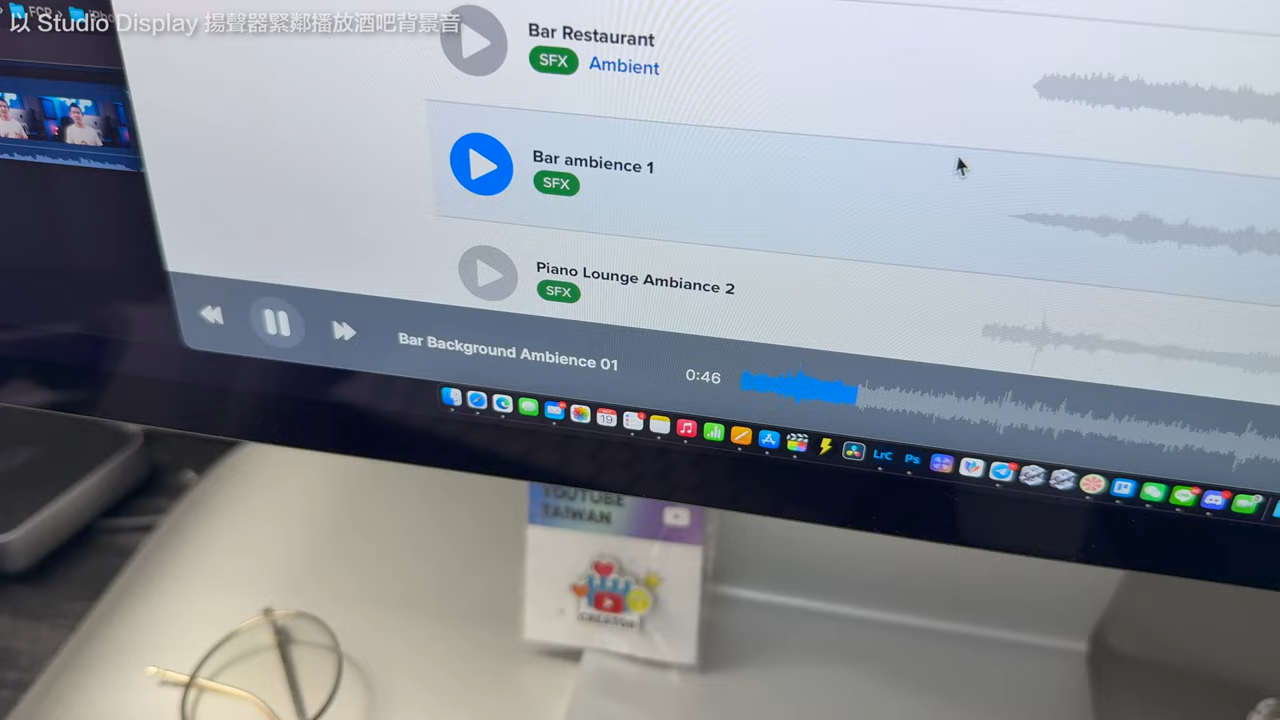 以 Studio Display 揚聲器緊鄰播放酒吧背景音
FCP
Bar Restaurant
SFX Ambient
Bar ambience 1
SFX
Piano Lounge Ambiance 2
SFX
Bar Background Ambience 01
0:46
19
LrC Ps
YOUTUBE
TAIWAN
CREATOR